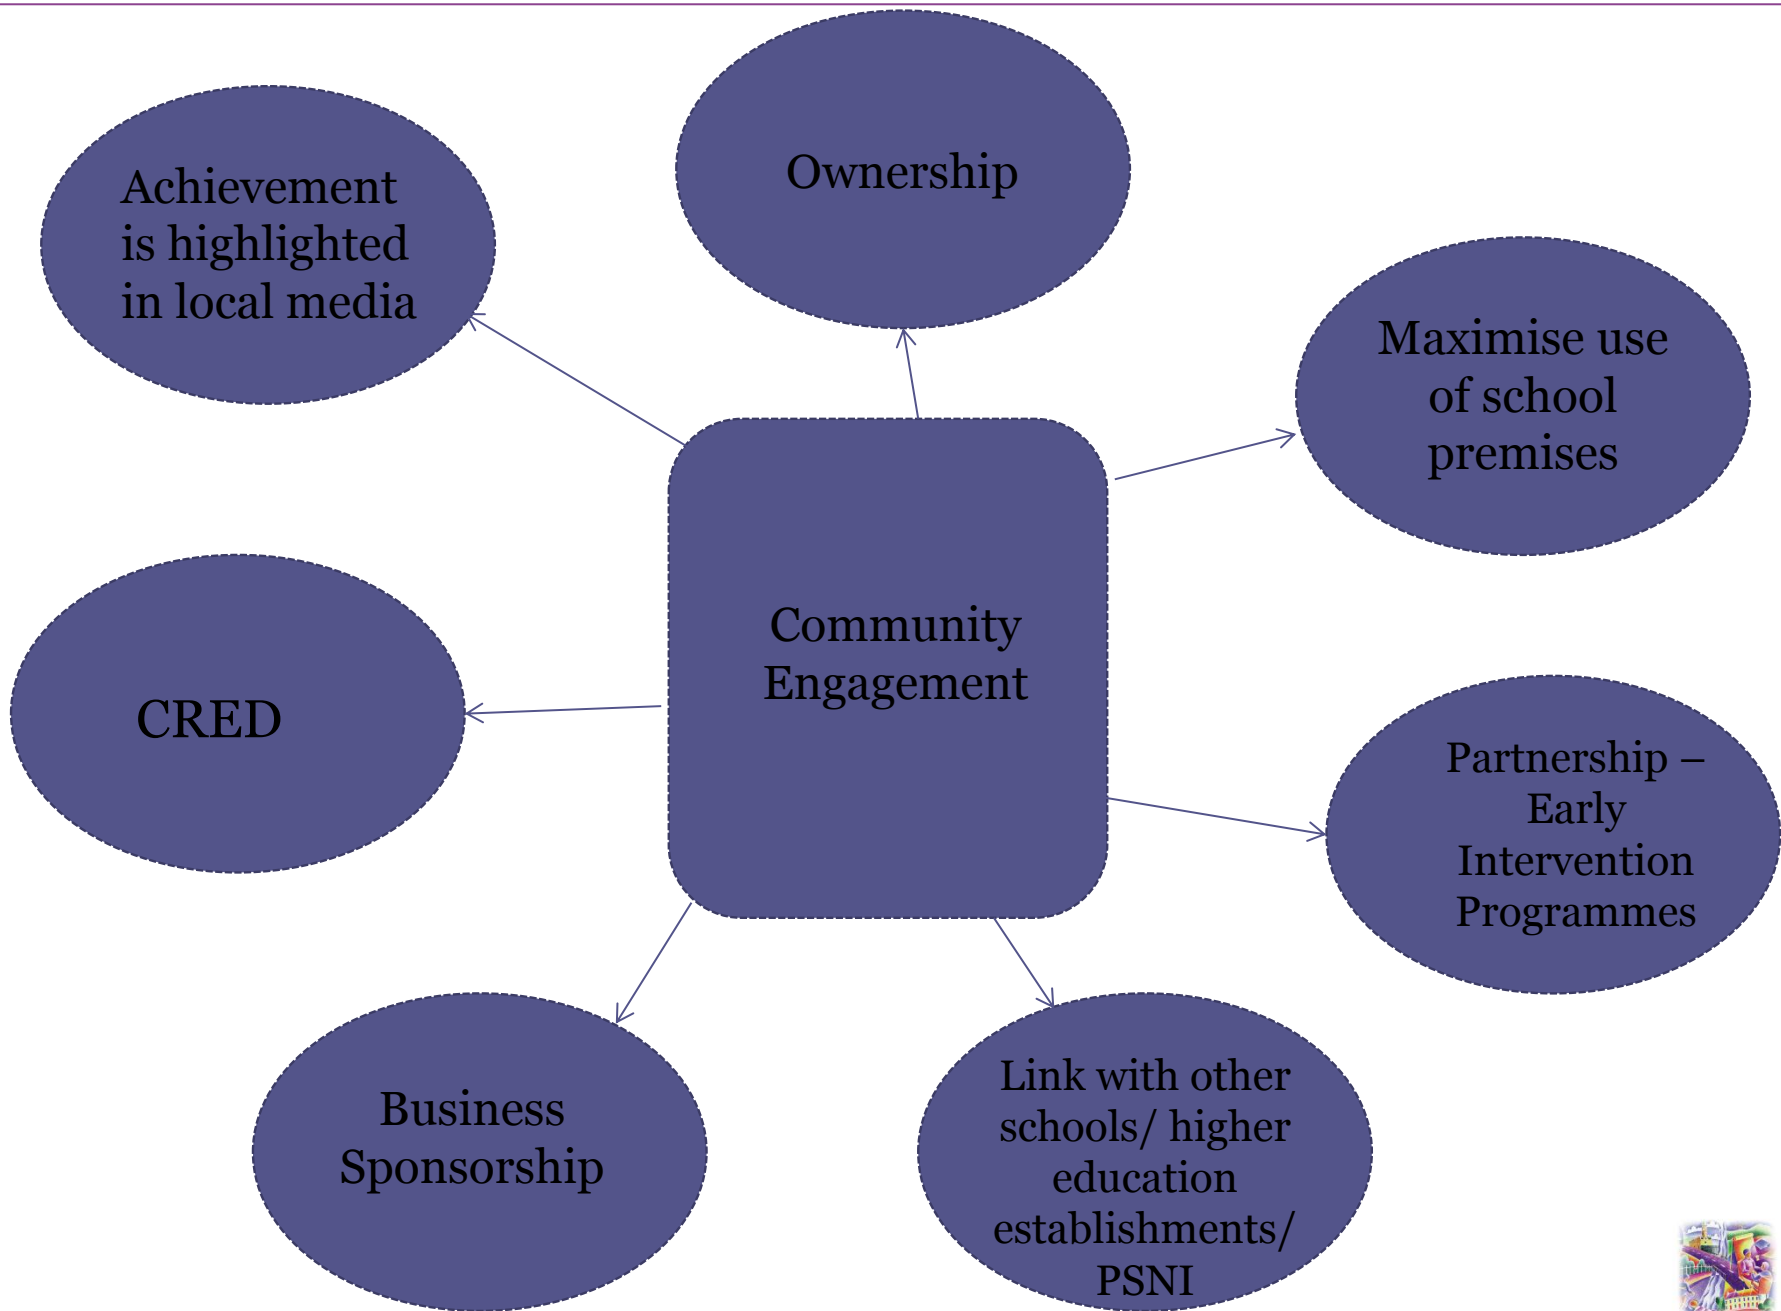 Ownership
Achievement
is highlighted
in local media
Maximise use
of school
premises
Community
Engagement
CRED
Partnership –
Early
Intervention
Programmes
Business
Sponsorship
Link with other
schools/ higher
education
establishments/
PSNI